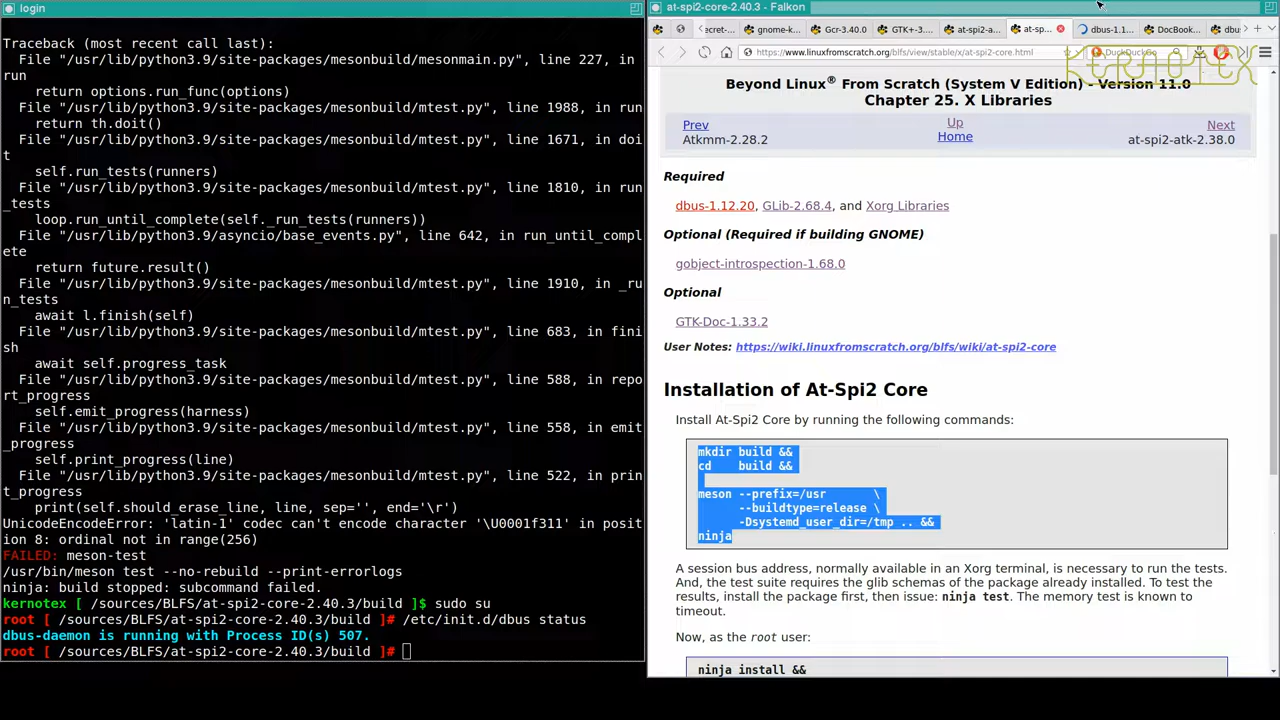 login
Traceback (most recent call last):
  File "/usr/lib/python3.9/site-packages/mesonbuild/mesonmain.py", line 227, in
run
    return options.run_func(options)
  File "/usr/lib/python3.9/site-packages/mesonbuild/mtest.py", line 1988, in run
    return th.doit()
  File "/usr/lib/python3.9/site-packages/mesonbuild/mtest.py", line 1671, in doi
t
    self.run_tests(runners)
  File "/usr/lib/python3.9/site-packages/mesonbuild/mtest.py", line 1810, in run
_tests
    loop.run_until_complete(self._run_tests(runners))
  File "/usr/lib/python3.9/asyncio/base_events.py", line 642, in run_until_compl
ete
    return future.result()
  File "/usr/lib/python3.9/site-packages/mesonbuild/mtest.py", line 1910, in _ru
n_tests
    await l.finish(self)
  File "/usr/lib/python3.9/site-packages/mesonbuild/mtest.py", line 683, in fini
sh
    await self.progress_task
  File "/usr/lib/python3.9/site-packages/mesonbuild/mtest.py", line 588, in repo
rt_progress
    self.emit_progress(harness)
  File "/usr/lib/python3.9/site-packages/mesonbuild/mtest.py", line 558, in emit
_progress
    self.print_progress(line)
  File "/usr/lib/python3.9/site-packages/mesonbuild/mtest.py", line 522, in prin
t_progress
    print(self.should_erase_line, line, sep='', end='\r')
UnicodeEncodeError: 'latin-1' codec can't encode character '\U0001f311' in posit
ion 8: ordinal not in range(256)
FAILED: meson-test
/usr/bin/meson test --no-rebuild --print-errorlogs
ninja: build stopped: subcommand failed.
kernotex [ /sources/BLFS/at-spi2-core-2.40.3/build ]$ sudo su
root [ /sources/BLFS/at-spi2-core-2.40.3/build ]# /etc/init.d/dbus status
dbus-daemon is running with Process ID(s) 507.
root [ /sources/BLFS/at-spi2-core-2.40.3/build ]#
at-spi2-core-2.40.3 - Falkon
ecret-... gnome-k... Gcr-3.40.0 GTK+-3.... at-spi2-a... at-sp... dbus-1.1... DocBook... dbu
https://www.linuxfromscratch.org/blfs/view/stable/x/at-spi2-core.html DuckDuckGo
KERNOTEX
Beyond Linux® From Scratch (System V Edition) - Version 11.0
Chapter 25. X Libraries
Prev Up Next
Atkmm-2.28.2 Home at-spi2-atk-2.38.0
Required
dbus-1.12.20, GLib-2.68.4, and Xorg Libraries
Optional (Required if building GNOME)
gobject-introspection-1.68.0
Optional
GTK-Doc-1.33.2
User Notes: https://wiki.linuxfromscratch.org/blfs/wiki/at-spi2-core
Installation of At-Spi2 Core
Install At-Spi2 Core by running the following commands:
mkdir build &&
cd    build &&
meson --prefix=/usr       \
      --buildtype=release \
      -Dsystemd_user_dir=/tmp .. &&
ninja
A session bus address, normally available in an Xorg terminal, is necessary to run the tests.
And, the test suite requires the glib schemas of the package already installed. To test the
results, install the package first, then issue: ninja test. The memory test is known to
timeout.
Now, as the root user:
ninja install &&